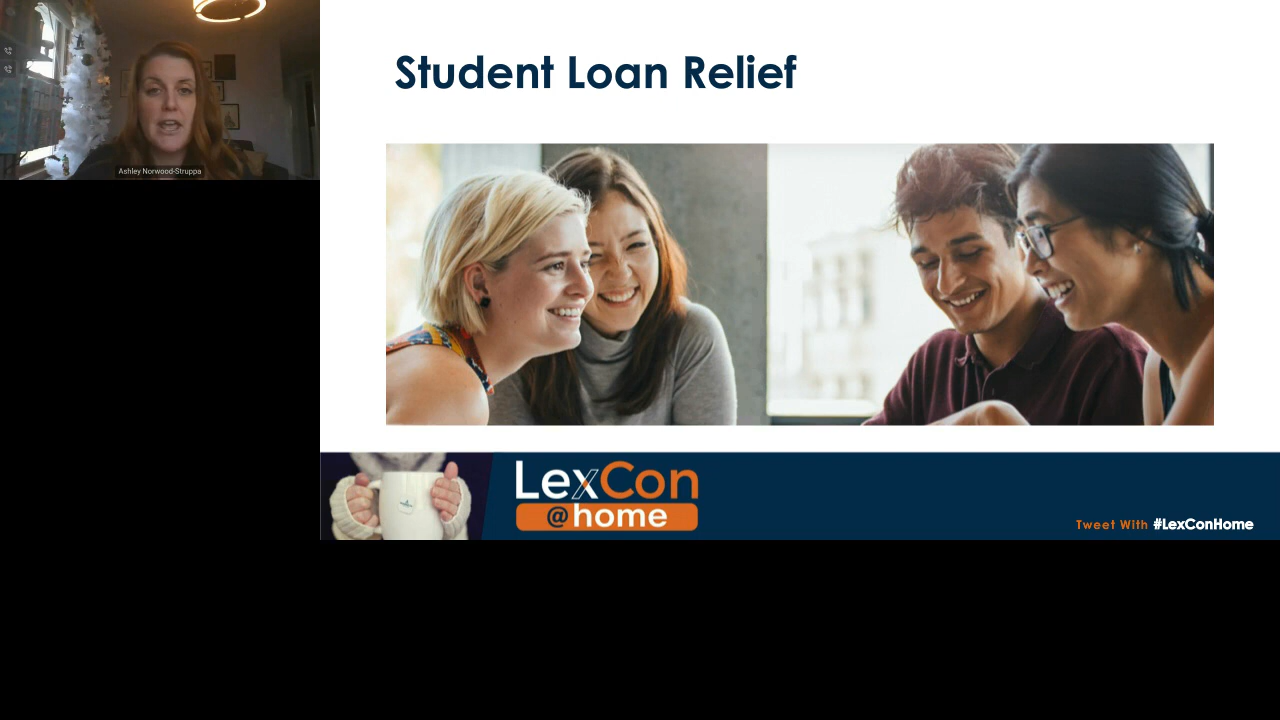 Student Loan Relief
Ashley Norwood-Struppa
LexCon
@home
Tweet With #LexConHome